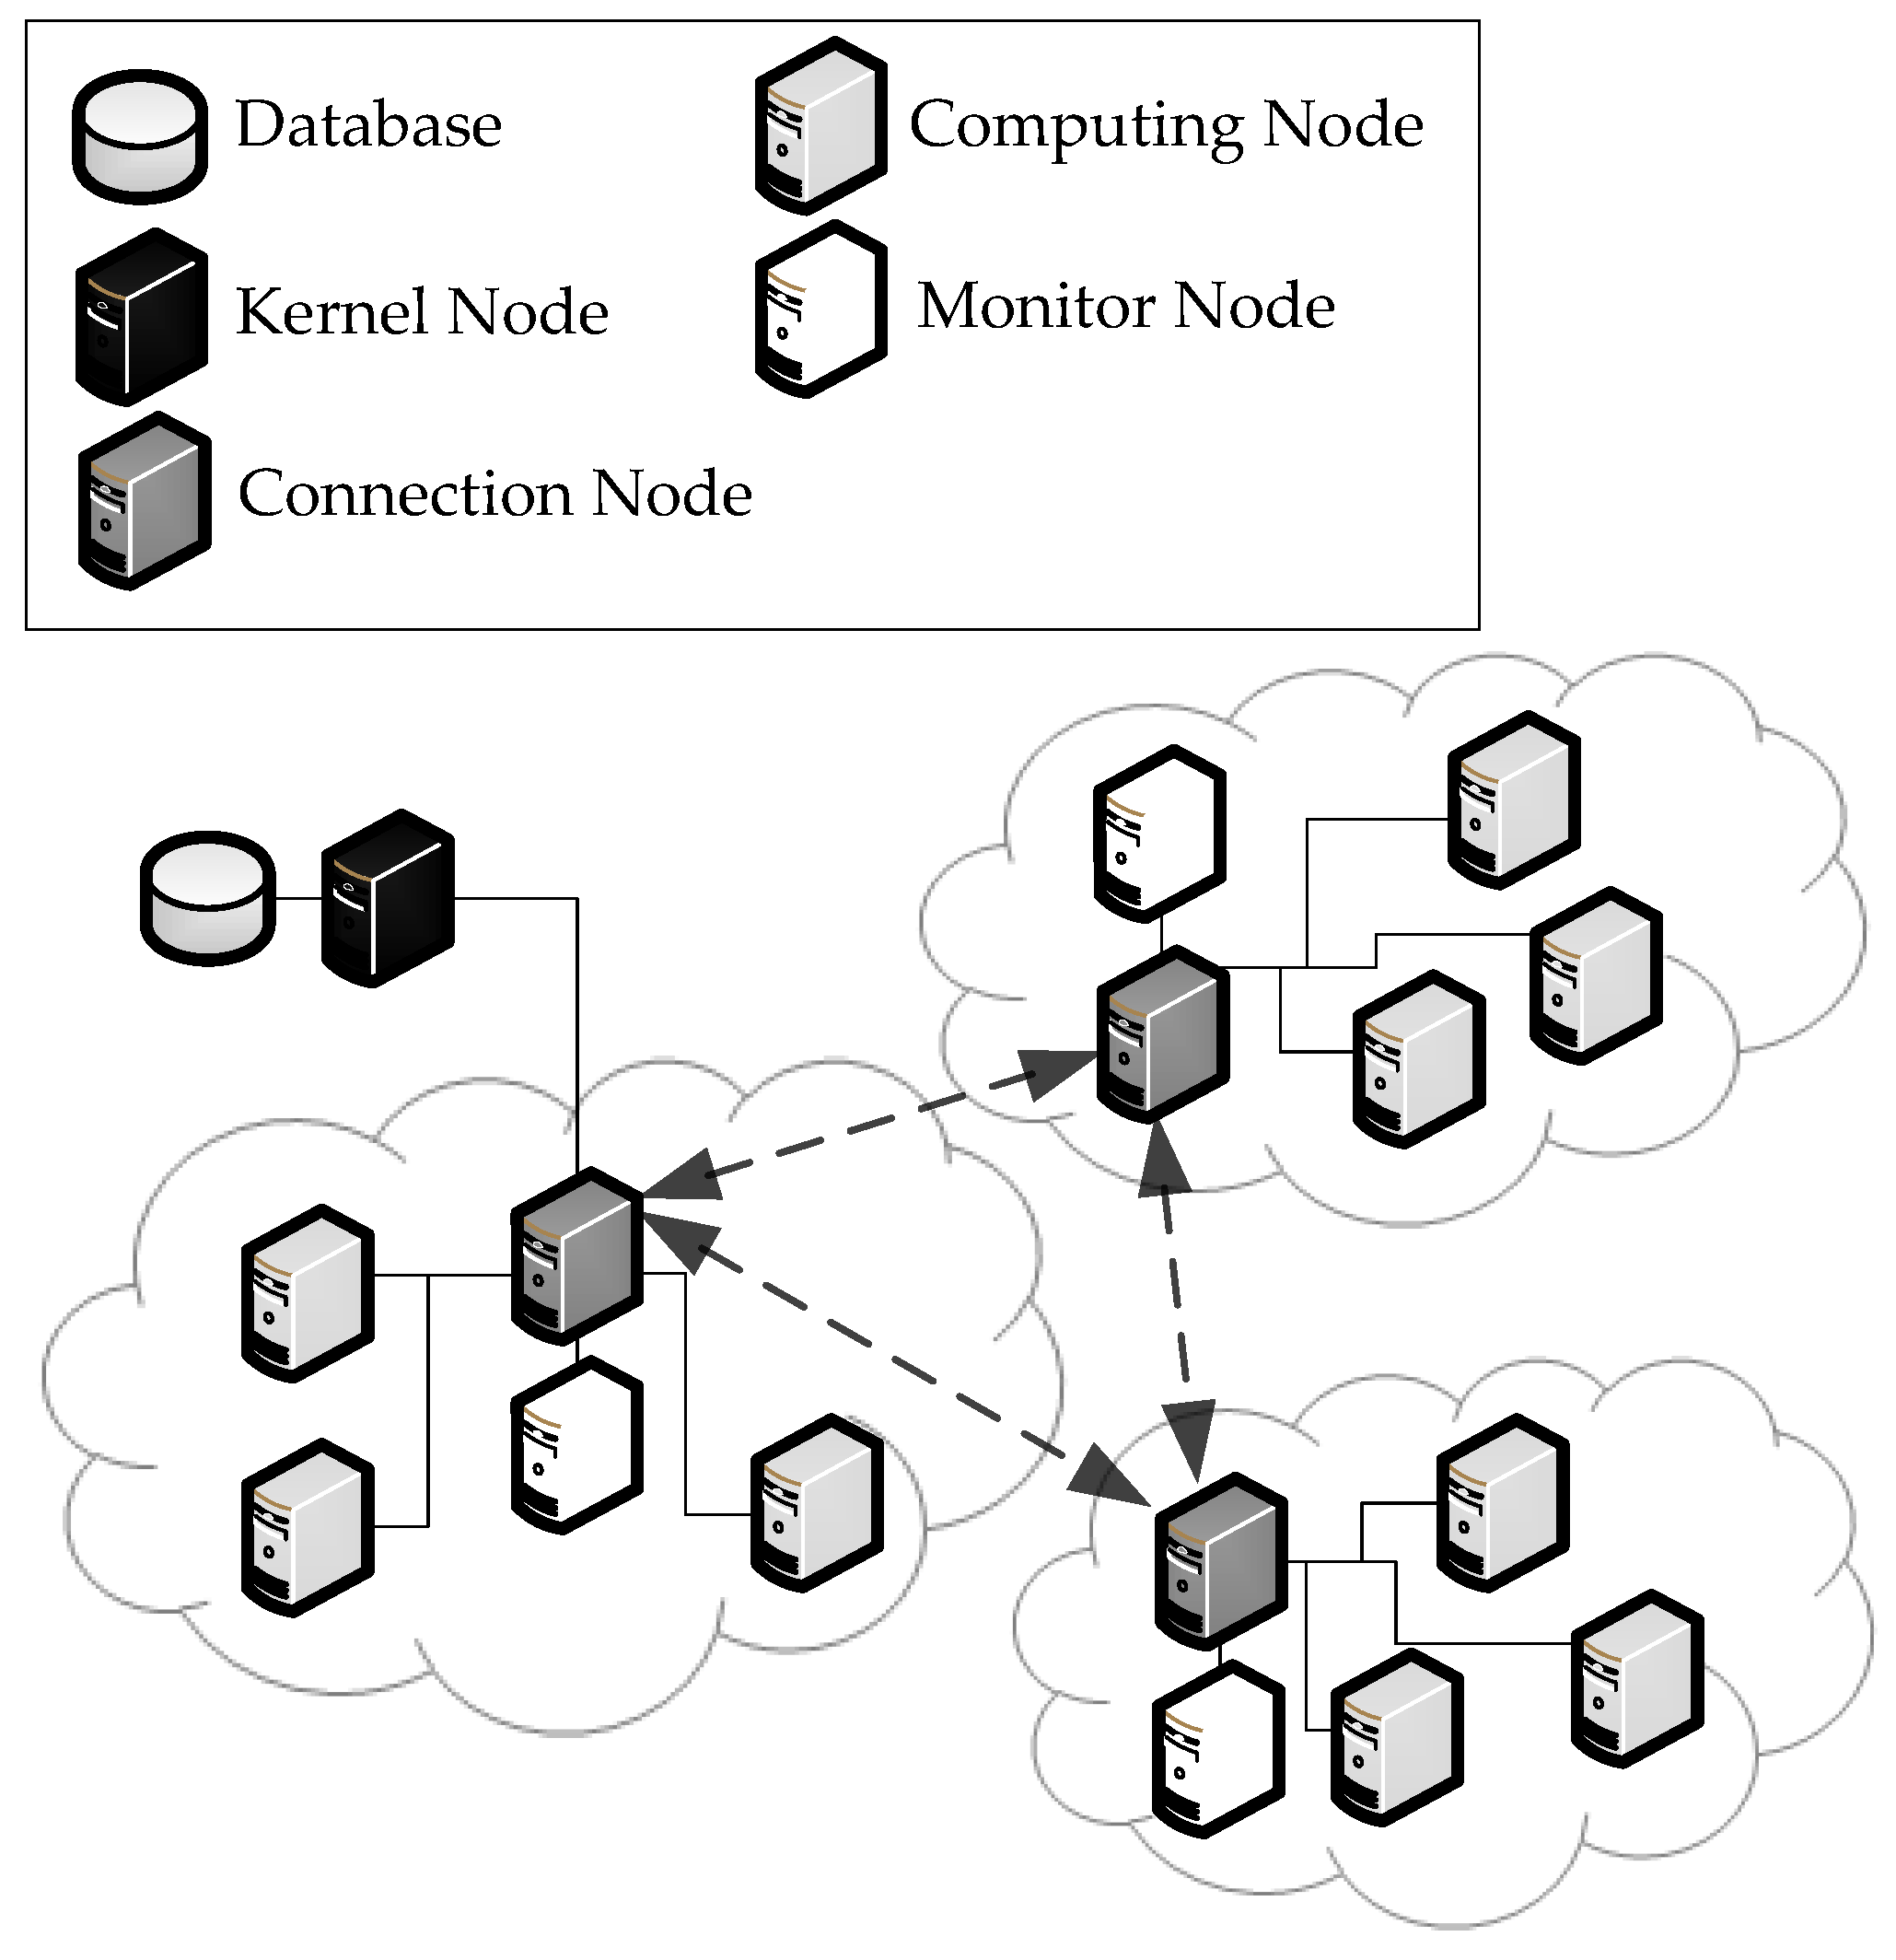 Database
Computing Node
Kernel Node
Monitor Node
Connection Node